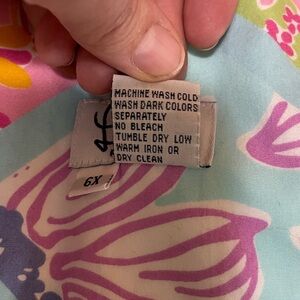 MACHINE WASH COLD
WASH DARK COLORS
SEPARATELY
NO BLEACH
TUMBLE DRY LOW
WARM IRON OR
DRY CLEAN
6X